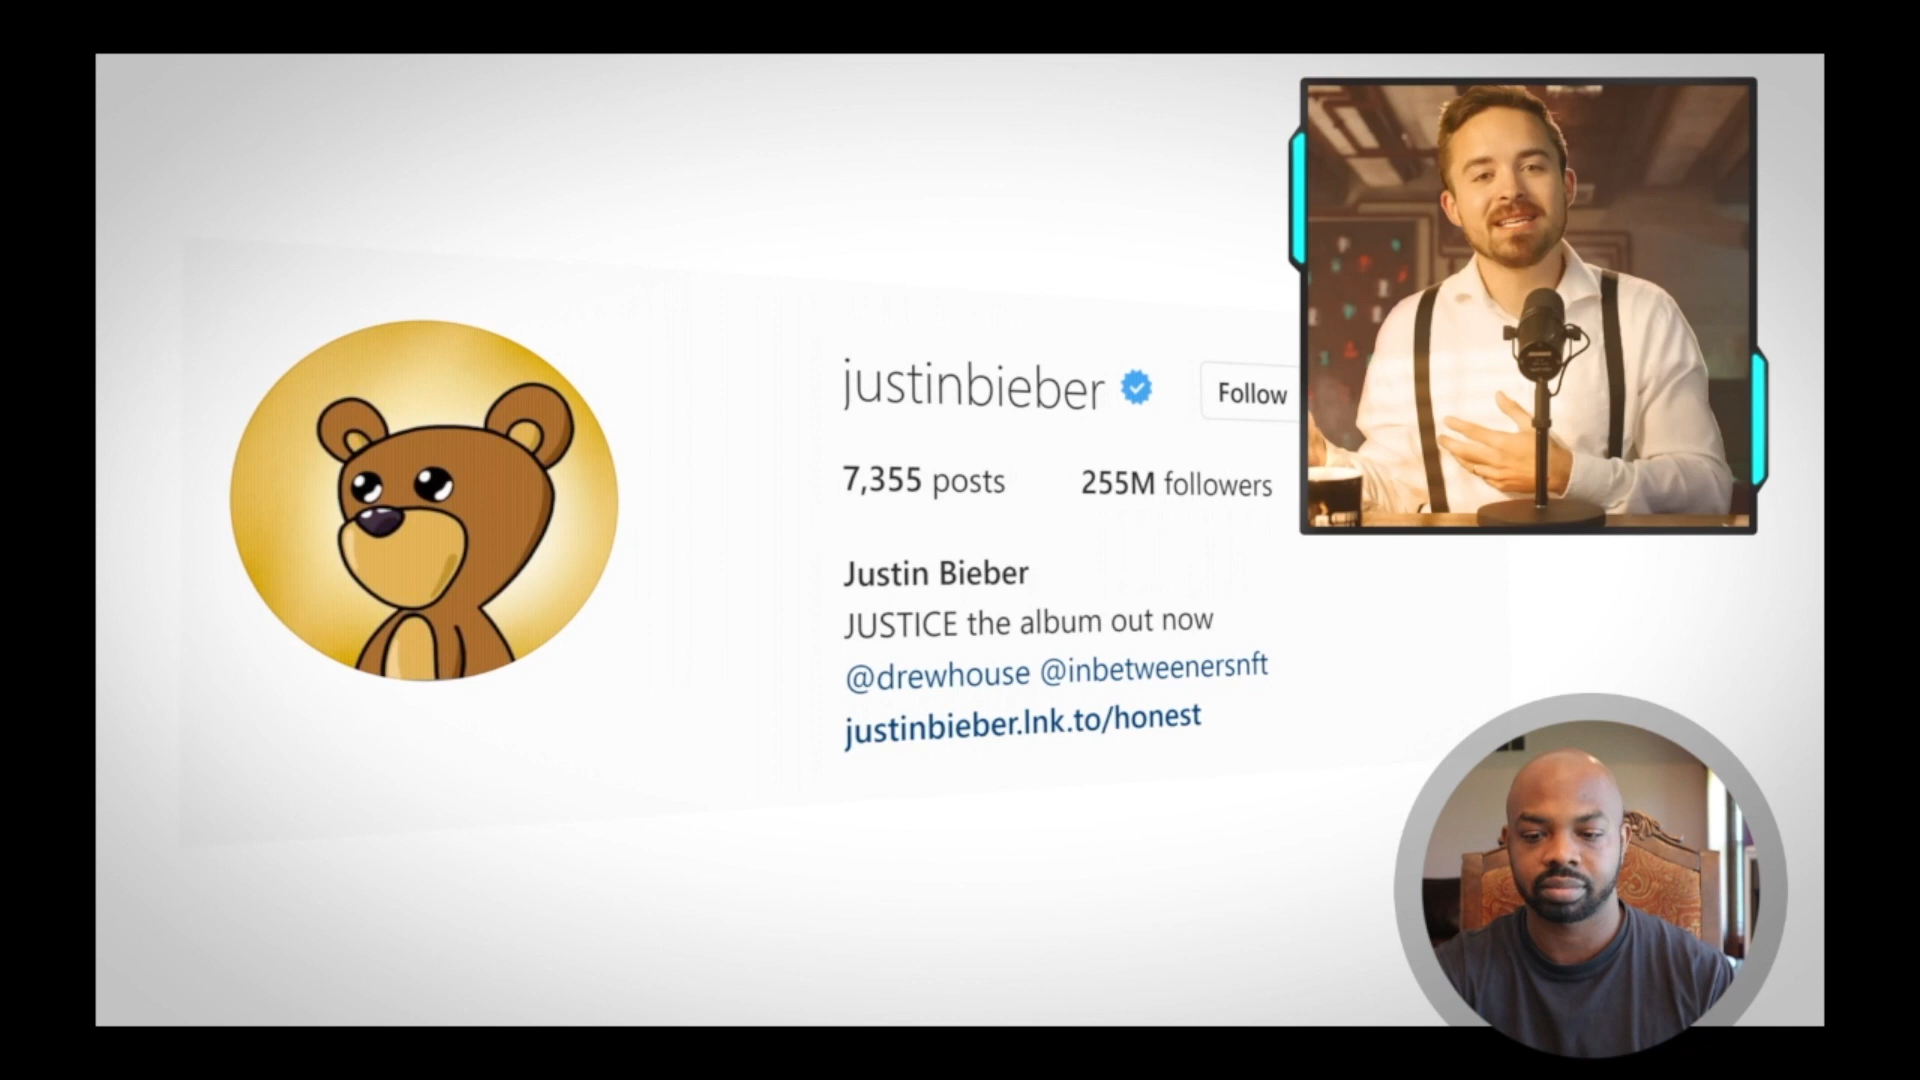 justinbieber Follow
7,355 posts 255M followers
Justin Bieber
JUSTICE the album out now
@drewhouse @inbetweenersnft
justinbieber.lnk.to/honest